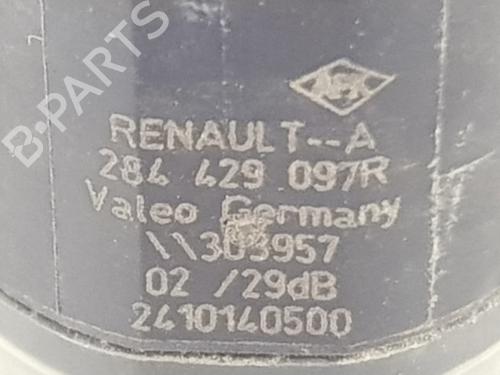 B-PARTS
RENAULT--A
284 429 097R
Valeo Germany
\\303957
02 /29dB
2410140500